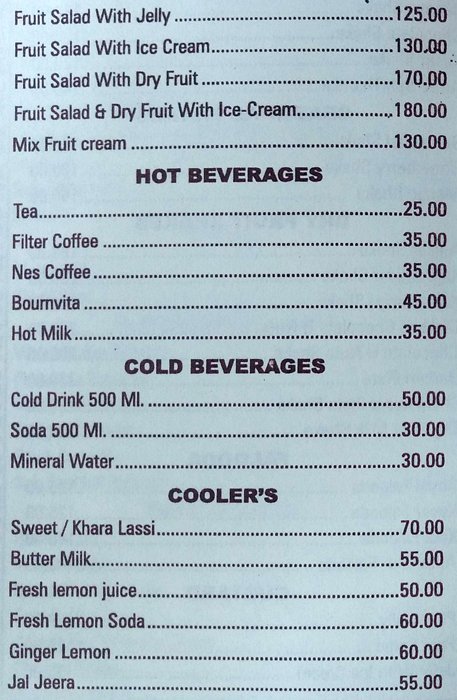 Fruit Salad With Jelly ........................................125.00
Fruit Salad With Ice Cream................................130.00
Fruit Salad With Dry Fruit ..................................170.00
Fruit Salad & Dry Fruit With Ice-Cream..............180.00
Mix Fruit cream ................................................130.00
HOT BEVERAGES
Tea....................................................................25.00
Filter Coffee ......................................................35.00
Nes Coffee ........................................................35.00
Bournvita ..........................................................45.00
Hot Milk ............................................................35.00
COLD BEVERAGES
Cold Drink 500 Ml. .............................................50.00
Soda 500 Ml. .....................................................30.00
Mineral Water....................................................30.00
COOLER'S
Sweet / Khara Lassi............................................70.00
Butter Milk.........................................................55.00
Fresh lemon juice...............................................50.00
Fresh Lemon Soda..............................................60.00
Ginger Lemon ....................................................60.00
Jal Jeera............................................................55.00